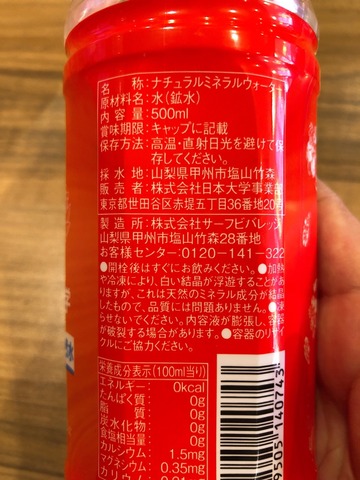 名　　称：ナチュラルミネラルウォーター
原材料名：水（鉱水）
内 容 量：500ml
賞味期限：キャップに記載
保存方法：高温・直射日光を避けて保
存してください。
採 水 地：山梨県甲州市塩山竹森
販 売 者：株式会社日本大学事業部
東京都世田谷区赤堤五丁目36番地20号
製 造 所：株式会社サーフビバレッジ
山梨県甲州市塩山竹森28番地
お客様センター：0120-141-322
●開栓後はすぐにお飲みください。●加熱
や冷凍により、白い結晶が浮遊することがあ
りますが、これは天然のミネラル成分が結晶
したもので、品質には問題ありません。●凍
らせないでください。内容液が膨張し、容器
が破裂する場合があります。●容器のリサイ
クルにご協力ください。
栄養成分表示（100ml当り）
エネルギー： 0kcal
たんぱく質： 0g
脂　　質： 0g
炭水化物： 0g
食塩相当量： 0g
カルシウム： 1.5mg
マグネシウム： 0.35mg
カリウム：
9505 140743